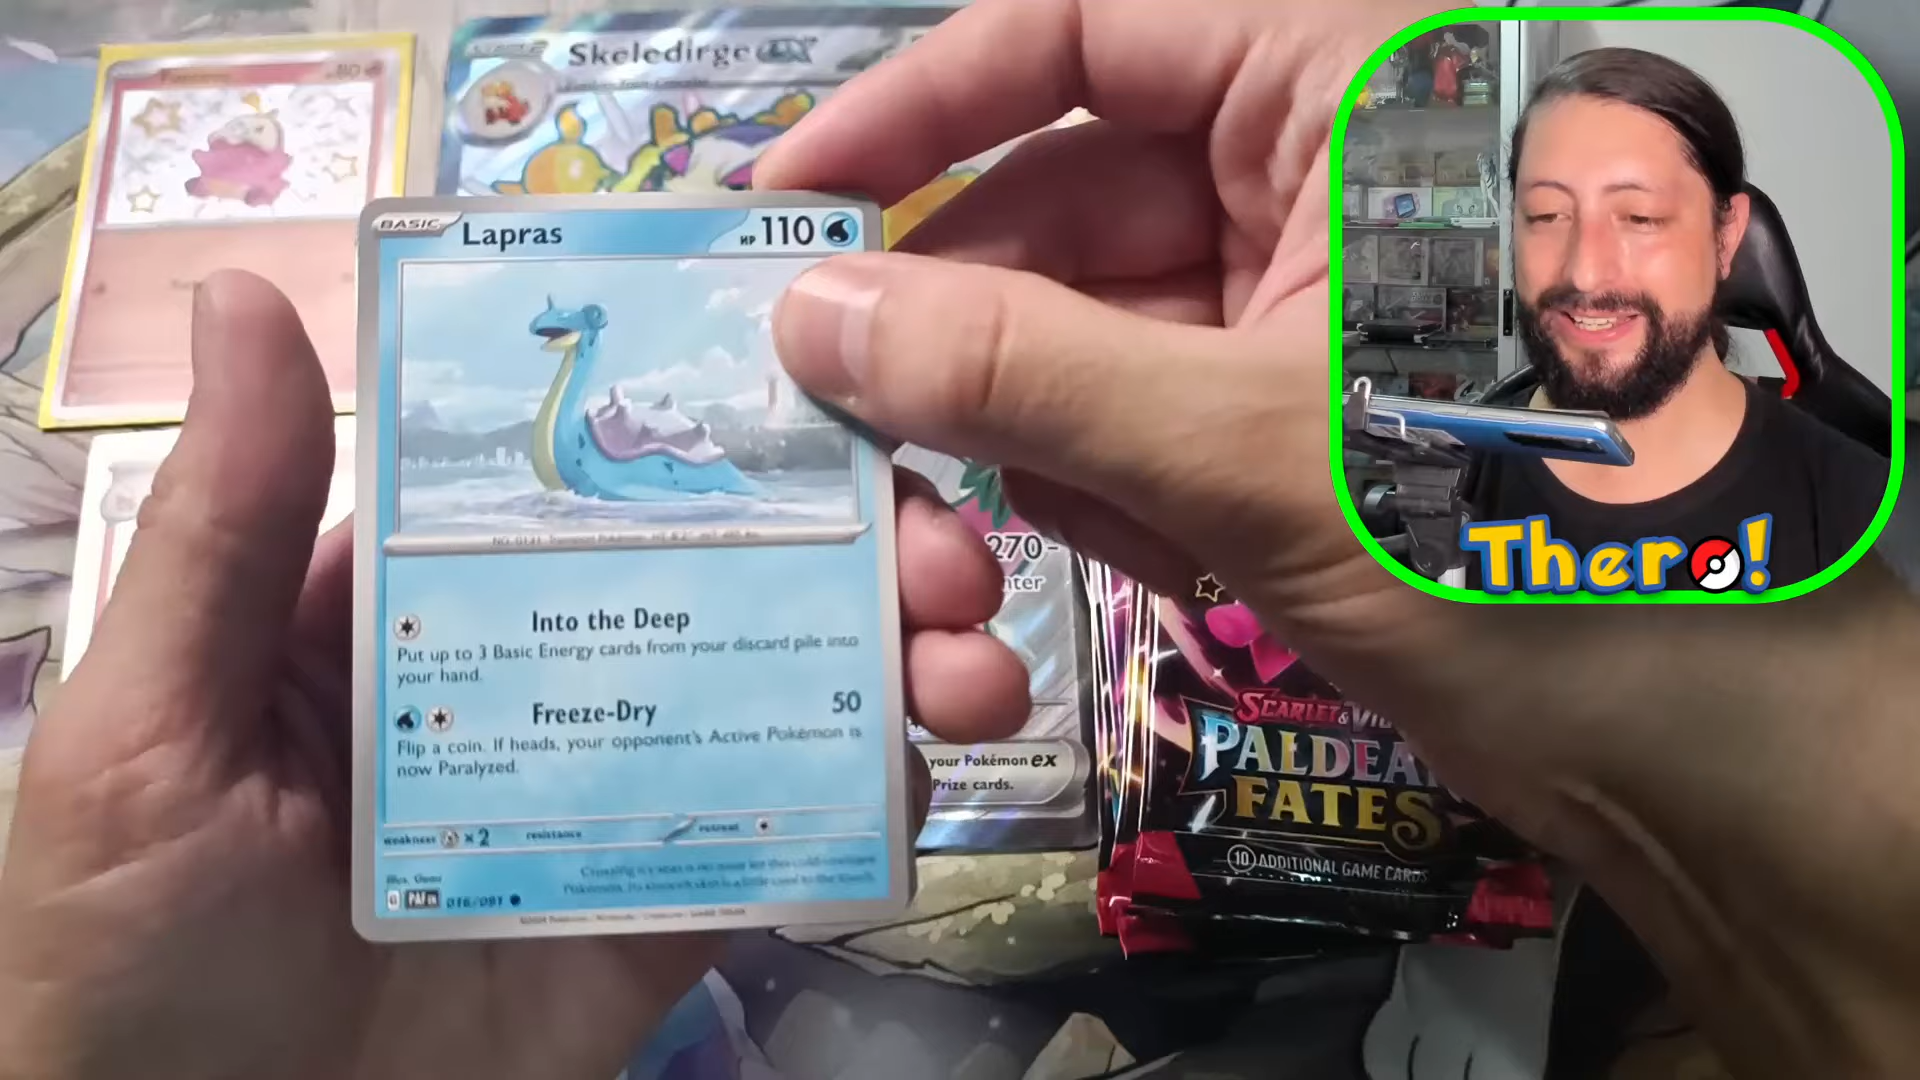 Skeledirge ex
80
BASIC Lapras HP 110
Into the Deep
Put up to 3 Basic Energy cards from your discard pile into
your hand.
Freeze-Dry 50
Flip a coin. If heads, your opponent's Active Pokémon is
now Paralyzed.
weakness × 2 resistance retreat
PAF EN 016/091
270-
your Pokémon ex
Prize cards.
SCARLET &
FATES
10 ADDITIONAL GAME CARDS
Thero!